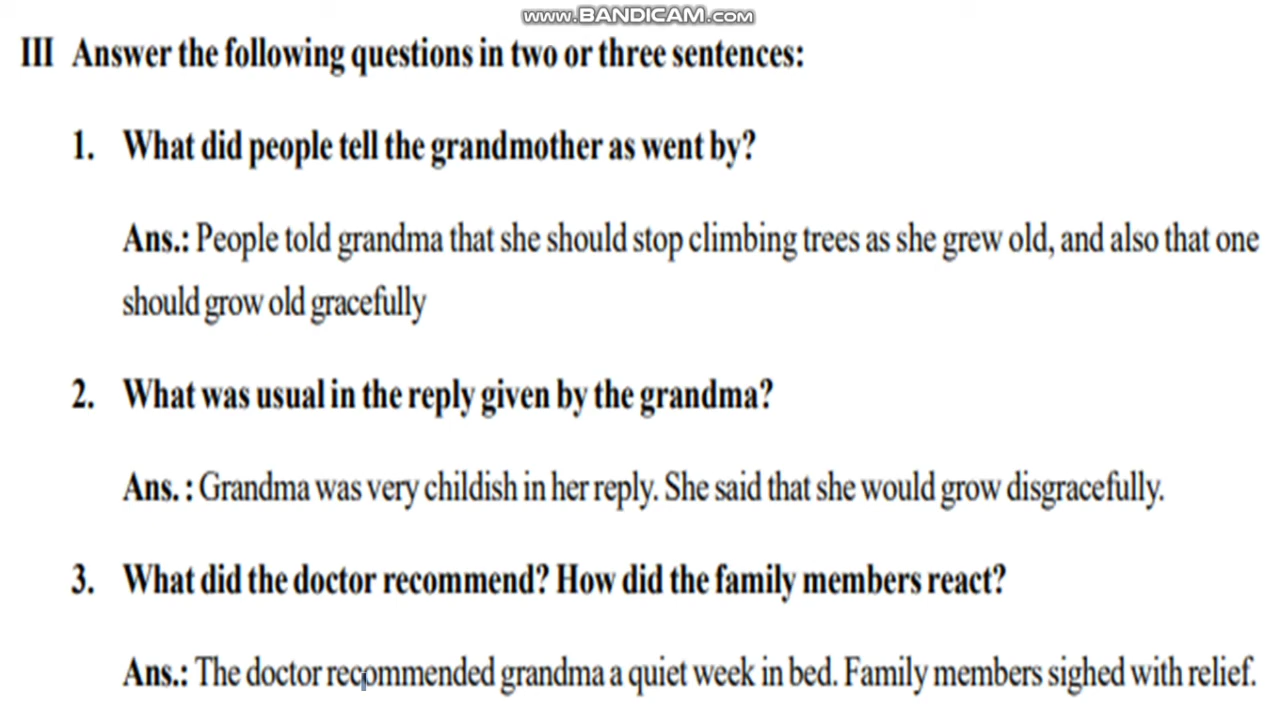 www.BANDICAM.com
III Answer the following questions in two or three sentences:
1. What did people tell the grandmother as went by?
Ans.: People told grandma that she should stop climbing trees as she grew old, and also that one
should grow old gracefully
2. What was usual in the reply given by the grandma?
Ans. : Grandma was very childish in her reply. She said that she would grow disgracefully.
3. What did the doctor recommend? How did the family members react?
Ans.: The doctor recommended grandma a quiet week in bed. Family members sighed with relief.